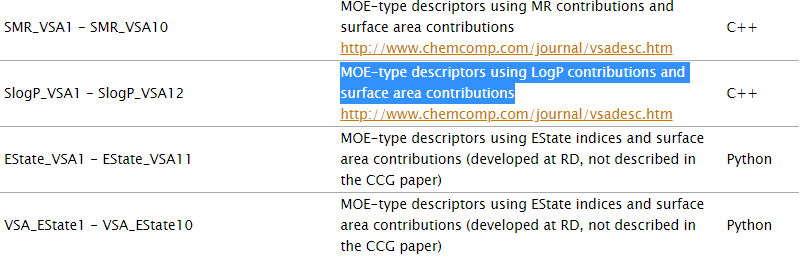 MOE-type descriptors using MR contributions and
SMR_VSA1 - SMR_VSA10 surface area contributions C++
http://www.chemcomp.com/journal/vsadesc.htm
MOE-type descriptors using LogP contributions and
SlogP_VSA1 - SlogP_VSA12 surface area contributions C++
http://www.chemcomp.com/journal/vsadesc.htm
MOE-type descriptors using EState indices and surface
EState_VSA1 - EState_VSA11 area contributions (developed at RD, not described in Python
the CCG paper)
MOE-type descriptors using EState indices and surface
VSA_EState1 - VSA_EState10 area contributions (developed at RD, not described in Python
the CCG paper)